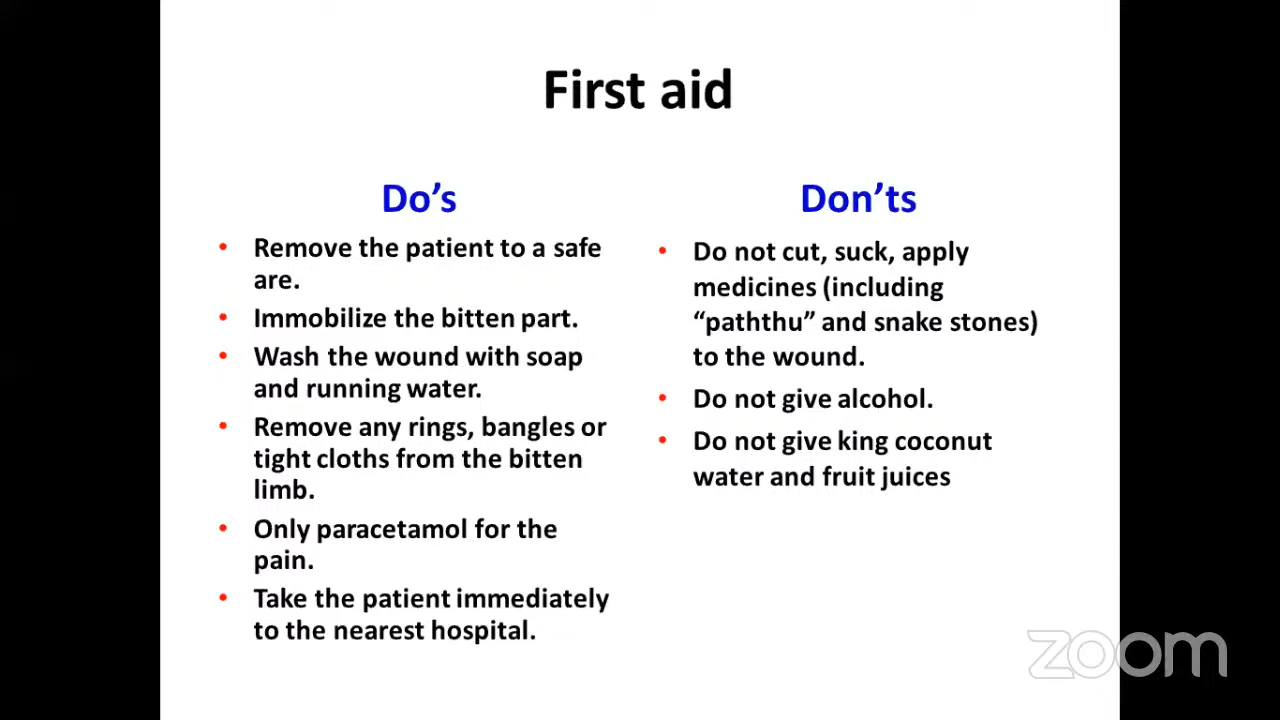 First aid
Do’s
• Remove the patient to a safe
are.
• Immobilize the bitten part.
• Wash the wound with soap
and running water.
• Remove any rings, bangles or
tight cloths from the bitten
limb.
• Only paracetamol for the
pain.
• Take the patient immediately
to the nearest hospital.
Don’ts
• Do not cut, suck, apply
medicines (including
“paththu” and snake stones)
to the wound.
• Do not give alcohol.
• Do not give king coconut
water and fruit juices
zoom